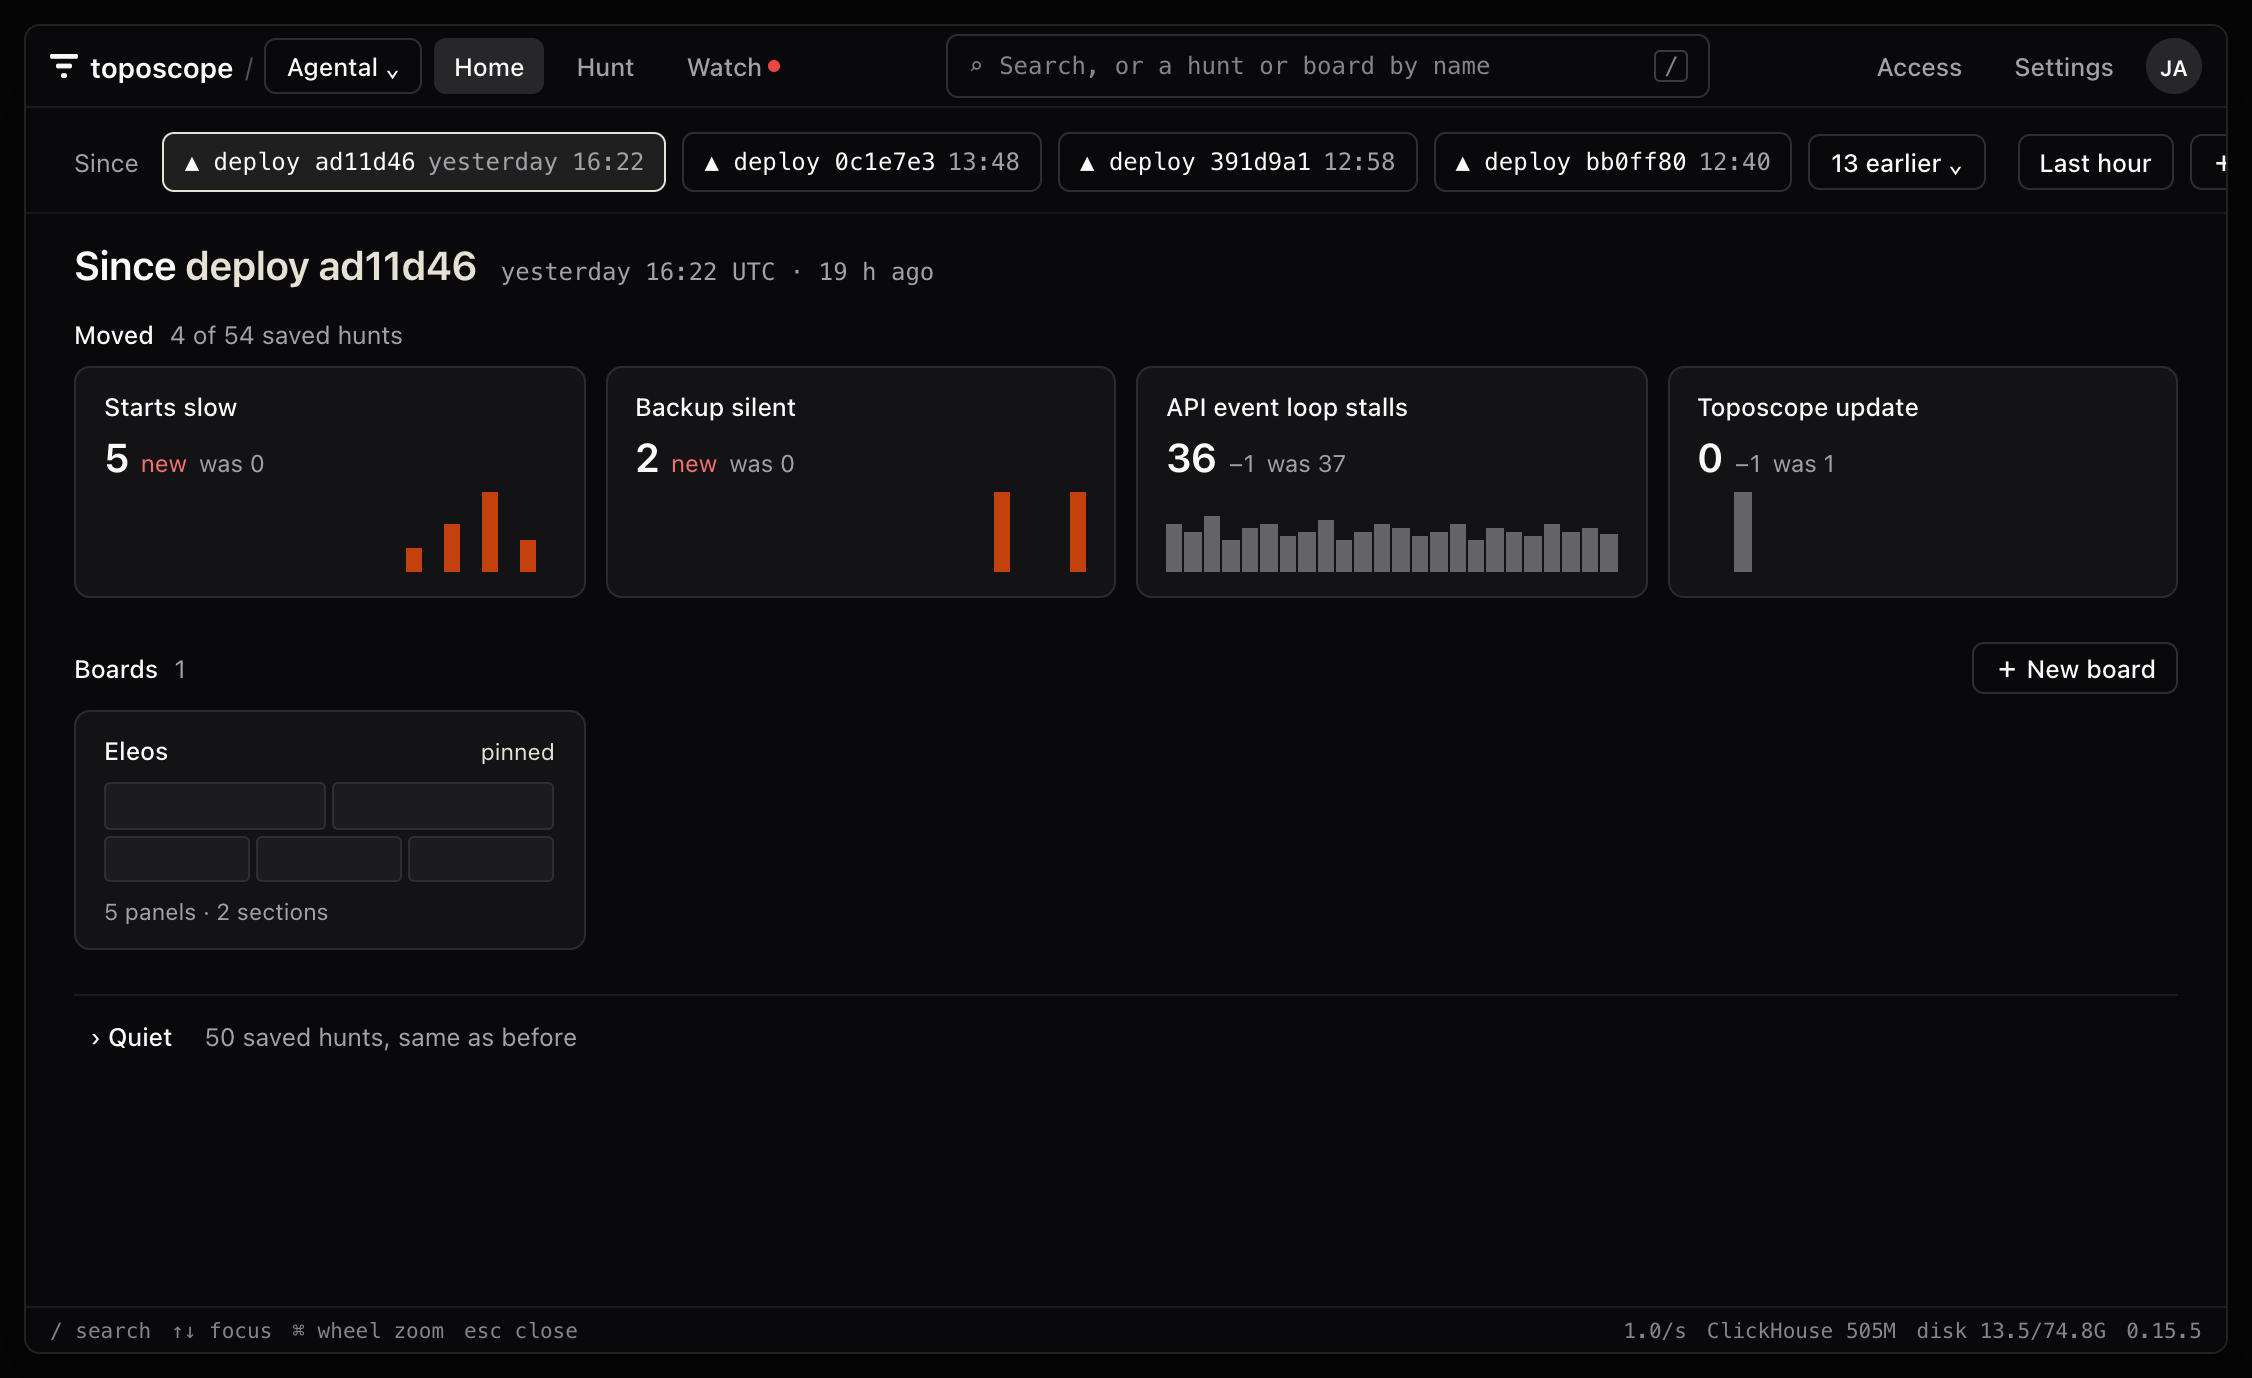 toposcope / Agental ⌄ Home Hunt Watch Search, or a hunt or board by name / Access Settings JA
Since ▲ deploy ad11d46 yesterday 16:22 ▲ deploy 0c1e7e3 13:48 ▲ deploy 391d9a1 12:58 ▲ deploy bb0ff80 12:40 13 earlier ⌄ Last hour +
Since deploy ad11d46 yesterday 16:22 UTC · 19 h ago
Moved 4 of 54 saved hunts
Starts slow
5 new was 0
Backup silent
2 new was 0
API event loop stalls
36 −1 was 37
Toposcope update
0 −1 was 1
Boards 1
+ New board
Eleos pinned
5 panels · 2 sections
› Quiet 50 saved hunts, same as before
/ search ↑↓ focus ⌘ wheel zoom esc close
1.0/s ClickHouse 505M disk 13.5/74.8G 0.15.5